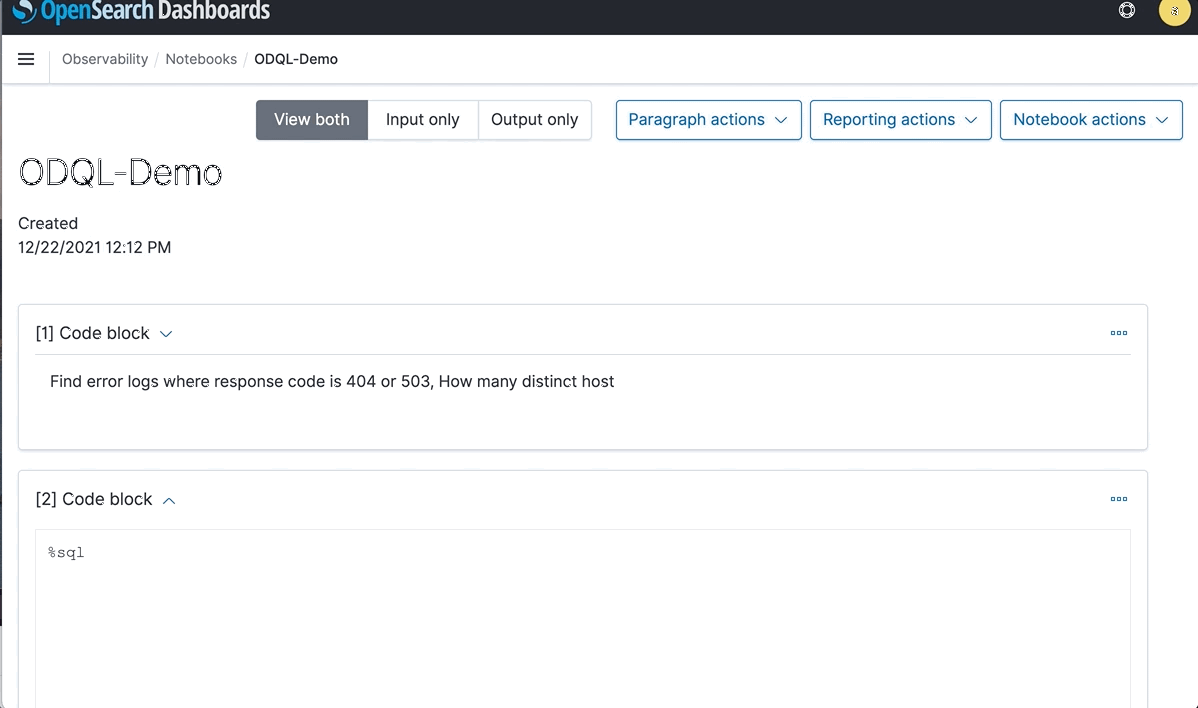 OpenSearch Dashboards
Observability / Notebooks / ODQL-Demo
View both Input only Output only Paragraph actions Reporting actions Notebook actions
ODQL-Demo
Created
12/22/2021 12:12 PM
[1] Code block
Find error logs where response code is 404 or 503, How many distinct host
[2] Code block
%sql